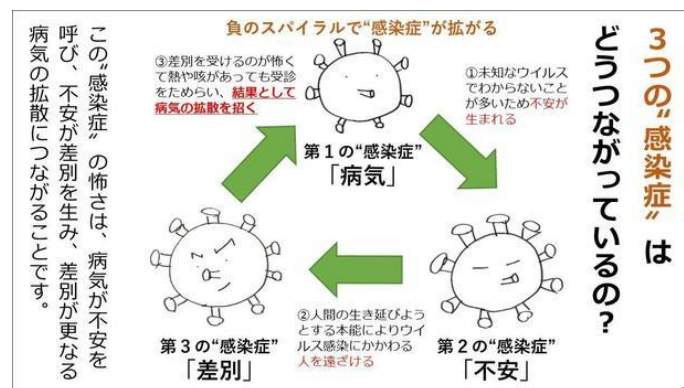 3つの“感染症” は
どうつながっているの？
負のスパイラルで“感染症”が拡がる
①未知なウイルス
でわからないこと
が多いため不安が
生まれる
第１の“感染症”
「病気」
第２の“感染症”
「不安」
②人間の生き延びよう
とする本能によりウイ
ルス感染にかかわる
人を遠ざける
第３の“感染症”
「差別」
③差別を受けるのが怖く
て熱や咳があっても受診
をためらい、結果として
病気の拡散を招く
この“感染症” の怖さは、病気が不安を
呼び、不安が差別を生み、差別が更なる
病気の拡散につながることです。